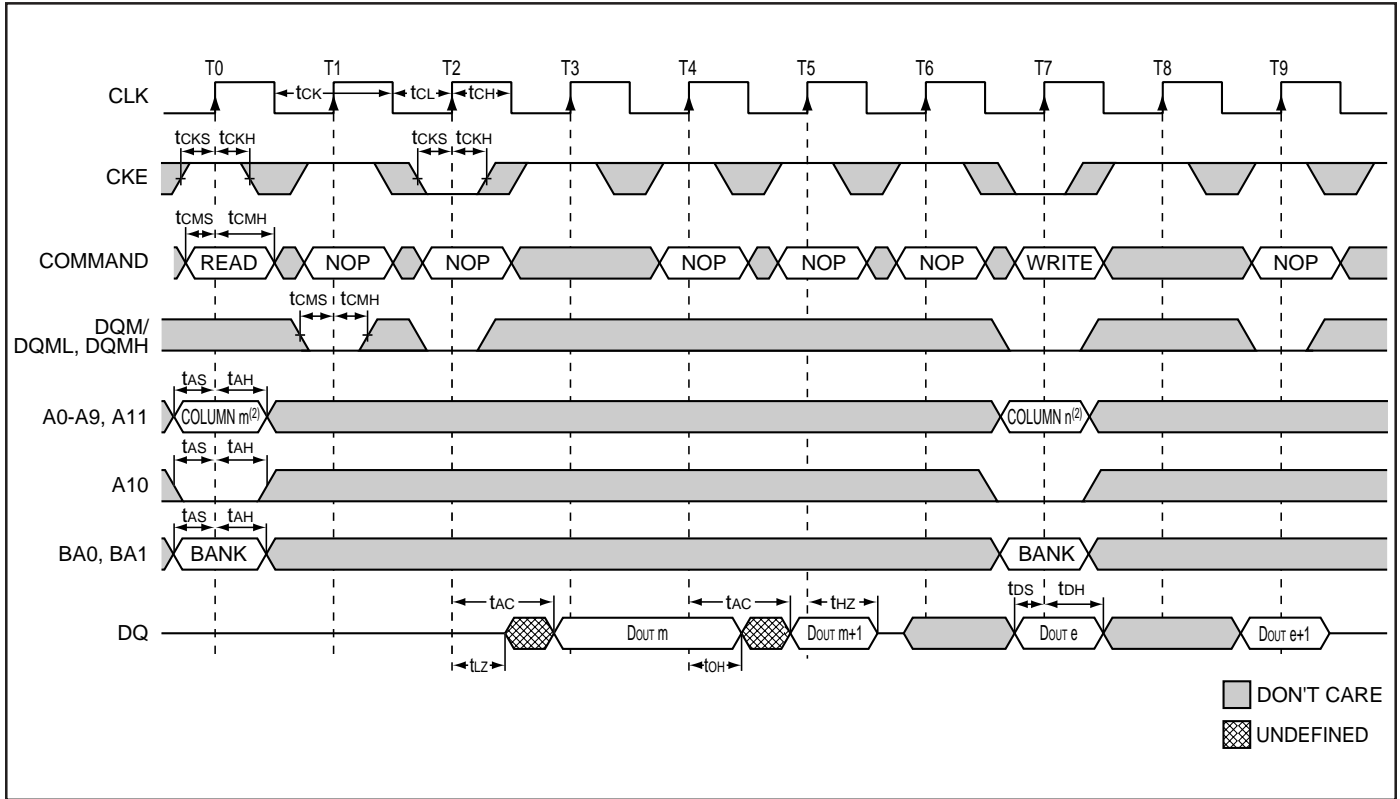 T0 T1 T2 T3 T4 T5 T6 T7 T8 T9
CLK tCK tCL tCH
tCKS tCKH tCKS tCKH
CKE
tCMS tCMH
COMMAND READ NOP NOP NOP NOP NOP WRITE NOP
tCMS tCMH
DQM/
DQML, DQMH
tAS tAH
A0-A9, A11 COLUMN m(2) COLUMN n(2)
tAS tAH
A10
tAS tAH
BA0, BA1 BANK BANK
tAC tAC tHZ tDS tDH
DQ DOUT m DOUT m+1 DOUT e DOUT e+1
tLZ tOH
DON'T CARE
UNDEFINED